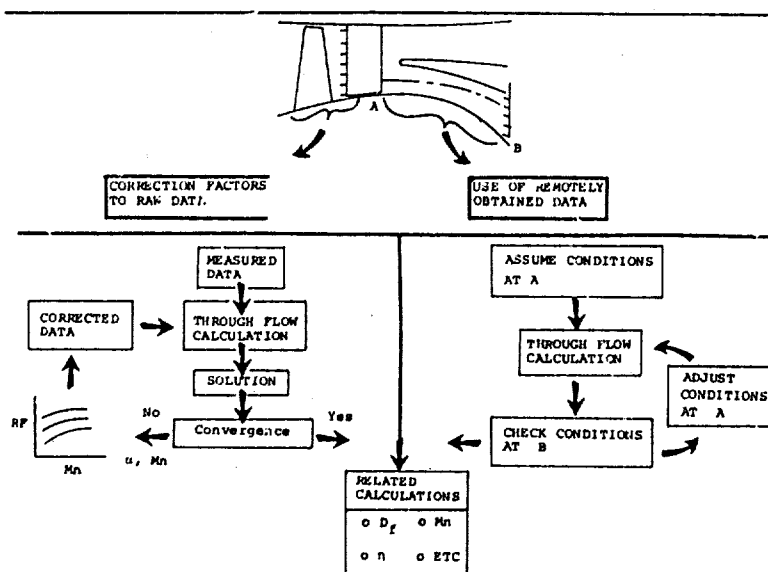 A
B
CORRECTION FACTORS
TO RAW DATA
USE OF REMOTELY
OBTAINED DATA
MEASURED
DATA
CORRECTED
DATA
THROUGH FLOW
CALCULATION
SOLUTION
No
Convergence
Yes
RF
Mn
α, Mn
ASSUME CONDITIONS
AT A
THROUGH FLOW
CALCULATION
ADJUST
CONDITIONS
AT A
CHECK CONDITIONS
AT B
RELATED
CALCULATIONS
o Df o Mn
o η o ETC